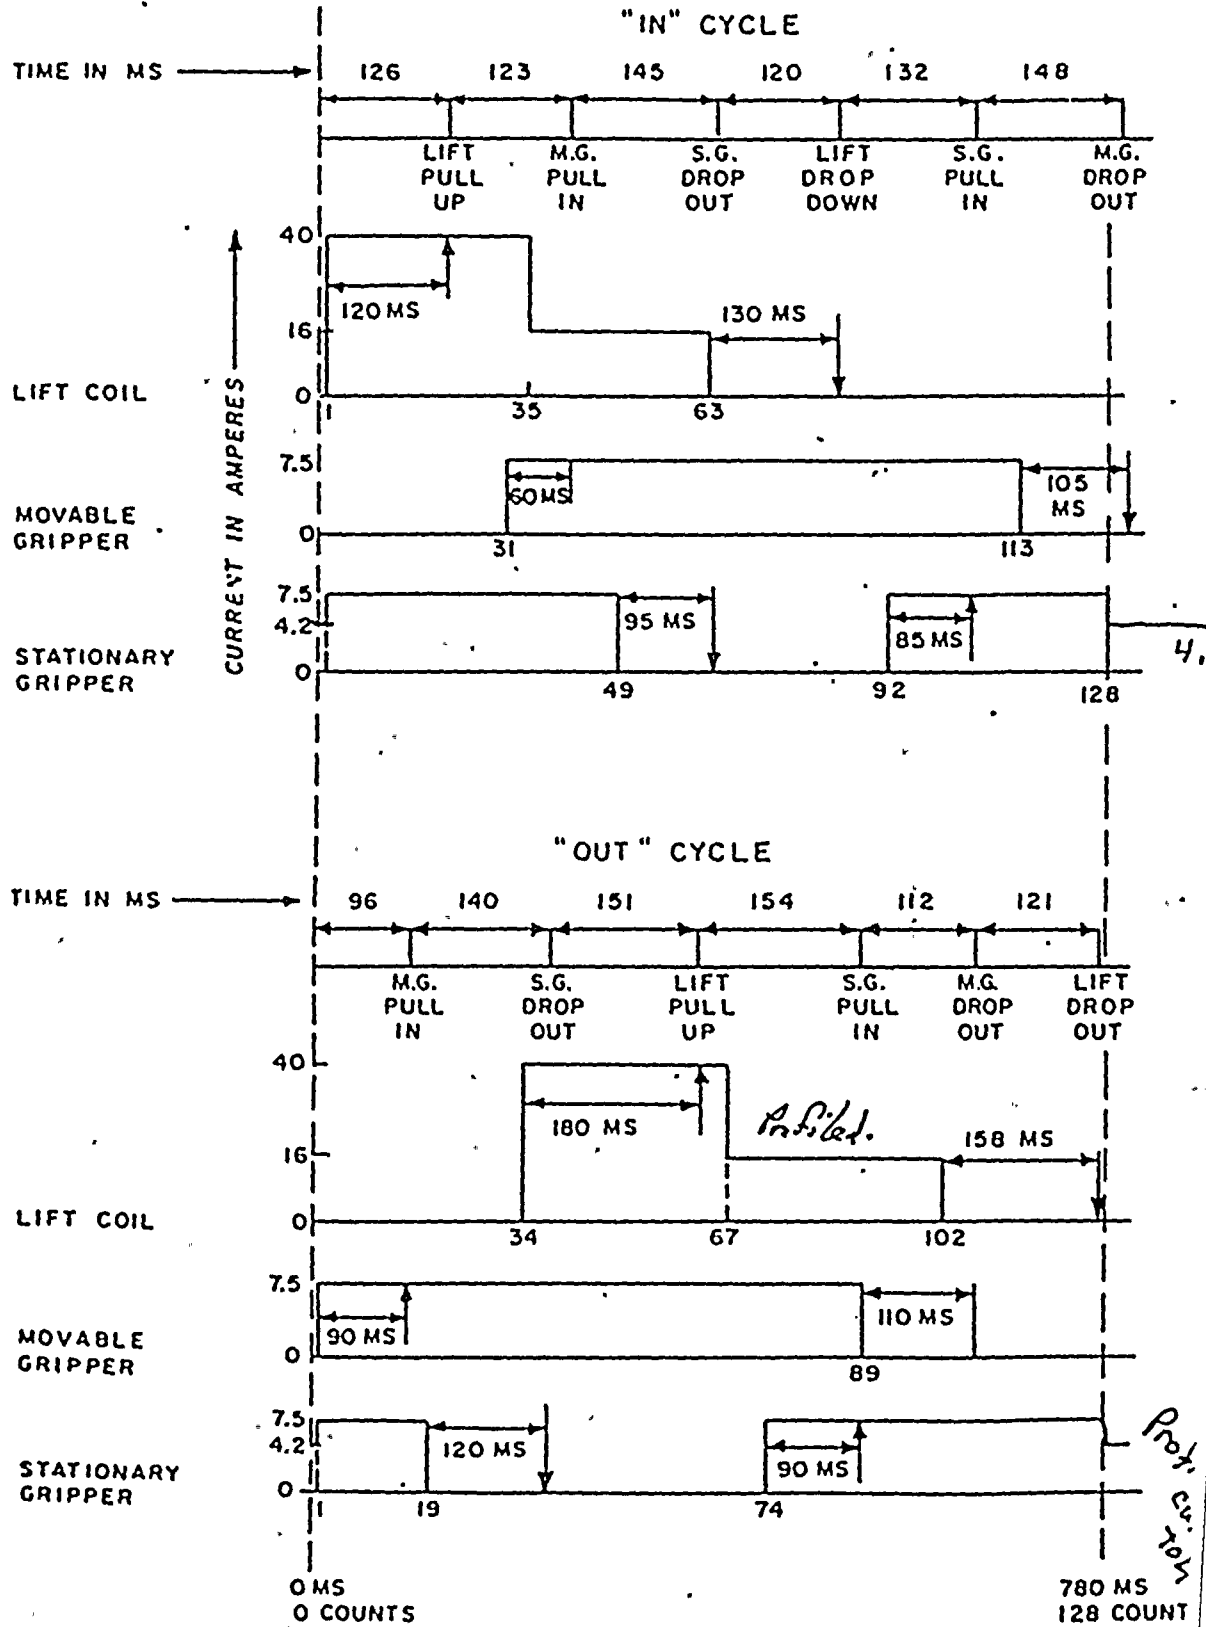 "IN" CYCLE
TIME IN MS
126 123 145 120 132 148
LIFT PULL UP
M.G. PULL IN
S.G. DROP OUT
LIFT DROP DOWN
S.G. PULL IN
M.G. DROP OUT
CURRENT IN AMPERES
40
16
0
120 MS
130 MS
LIFT COIL
1 35 63
7.5
0
60 MS
105 MS
MOVABLE GRIPPER
31 113
7.5
4.2
0
95 MS
85 MS
4.
STATIONARY GRIPPER
49 92 128
"OUT" CYCLE
TIME IN MS
96 140 151 154 112 121
M.G. PULL IN
S.G. DROP OUT
LIFT PULL UP
S.G. PULL IN
M.G. DROP OUT
LIFT DROP OUT
40
16
0
180 MS
158 MS
LIFT COIL
34 67 102
7.5
0
90 MS
110 MS
MOVABLE GRIPPER
89
7.5
4.2
0
120 MS
90 MS
STATIONARY GRIPPER
1 19 74
0 MS
0 COUNTS
780 MS
128 COUNT